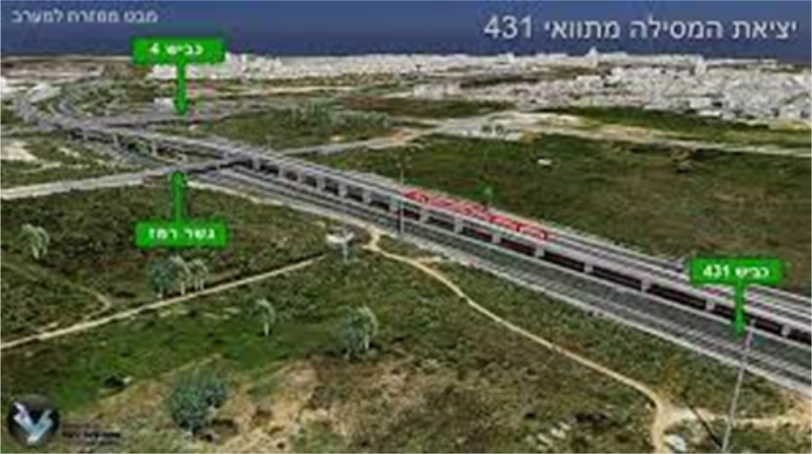 יציאת המסילה מתוואי 431
מבט ממזרח למערב
כביש 4
גשר רמז
כביש 431